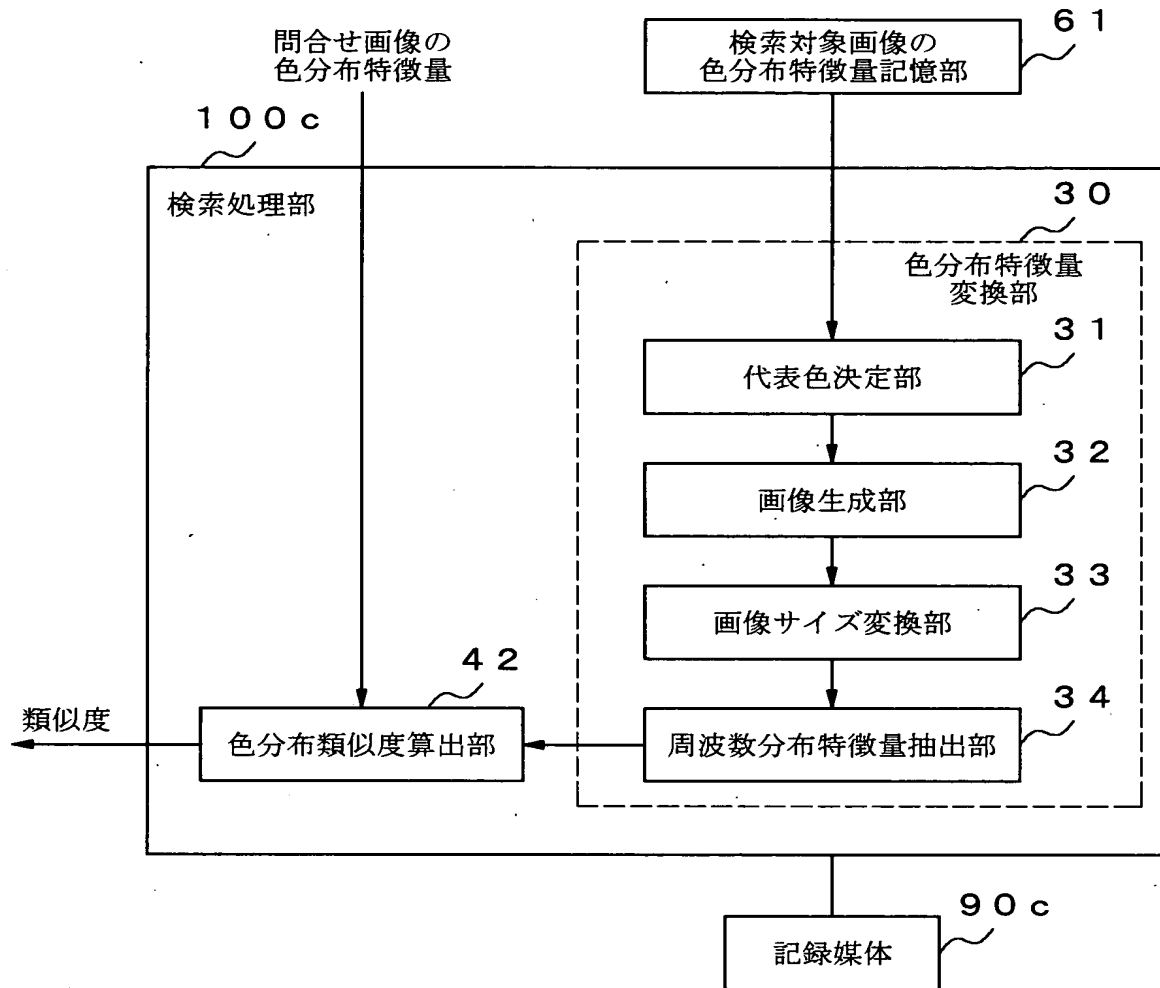 ６１
問合せ画像の
色分布特徴量
検索対象画像の
色分布特徴量記憶部
１００ｃ
検索処理部
３０
色分布特徴量
変換部
３１
代表色決定部
３２
画像生成部
３３
画像サイズ変換部
４２
３４
類似度
色分布類似度算出部
周波数分布特徴量抽出部
９０ｃ
記録媒体